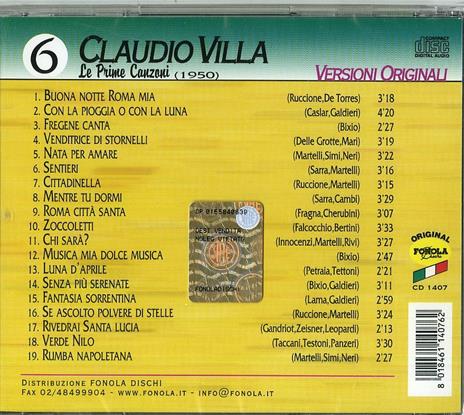 6 CLAUDIO VILLA
Le Prime Canzoni (1950)
COMPACT
disc
DIGITAL AUDIO
VERSIONI ORIGINALI
1. BUONA NOTTE ROMA MIA (Ruccione,De Torres) 3'18
2. CON LA PIOGGIA O CON LA LUNA (Caslar,Galdieri) 4'20
3. FREGENE CANTA (Bixio) 2'27
4. VENDITRICE DI STORNELLI (Delle Grotte,Mari) 3'19
5. NATA PER AMARE (Martelli,Simi,Neri) 3'22
6. SENTIERI (Sarra,Martelli) 3'16
7. CITTADINELLA (Ruccione,Martelli) 3'15
8. MENTRE TU DORMI (Sarra,Cambi) 3'29
9. ROMA CITTÀ SANTA (Fragna,Cherubini) 3'07
10. ZOCCOLETTI (Falcocchio,Bertini) 3'33
11. CHI SARÀ? (Innocenzi,Martelli,Rivi) 3'27
12. MUSICA MIA DOLCE MUSICA (Bixio) 2'47
13. LUNA D'APRILE (Petraia,Tettoni) 2'21
14. SENZA PIÙ SERENATE (Bixio,Galdieri) 3'11
15. FANTASIA SORRENTINA (Lama,Galdieri) 2'59
16. SE ASCOLTO POLVERE DI STELLE (Ruccione,Martelli) 3'24
17. RIVEDRAI SANTA LUCIA (Gandriot,Zeisner,Leopardi) 2'13
18. VERDE NILO (Taccani,Testoni,Panzeri) 3'30
19. RUMBA NAPOLETANA (Martelli,Simi,Neri) 2'27
FONOLADISCHI
ORIGINAL
FONOLA
CD 1407
8 018461 140762
DISTRIBUZIONE FONOLA DISCHI
FAX 02/48499904 - WWW.FONOLA.IT - INFO@FONOLA.IT